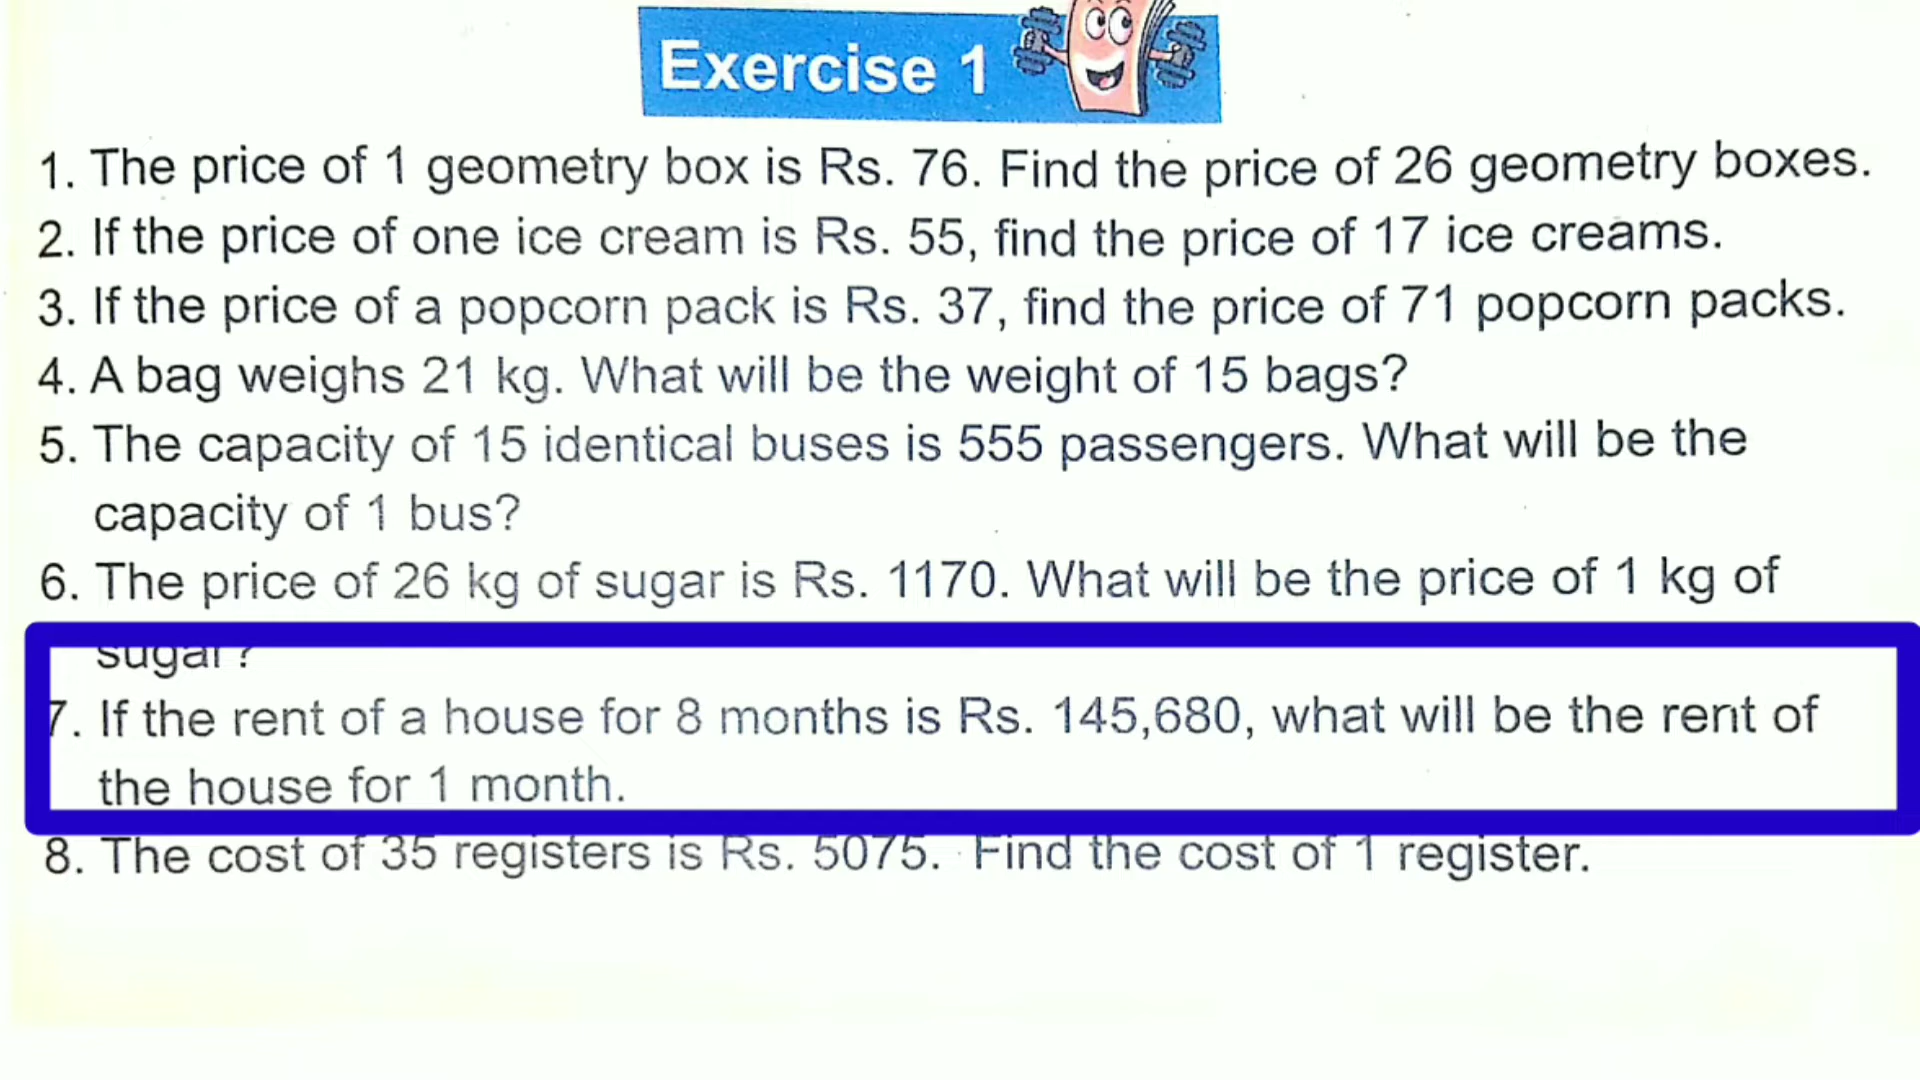 Exercise 1
1. The price of 1 geometry box is Rs. 76. Find the price of 26 geometry boxes.
2. If the price of one ice cream is Rs. 55, find the price of 17 ice creams.
3. If the price of a popcorn pack is Rs. 37, find the price of 71 popcorn packs.
4. A bag weighs 21 kg. What will be the weight of 15 bags?
5. The capacity of 15 identical buses is 555 passengers. What will be the
capacity of 1 bus?
6. The price of 26 kg of sugar is Rs. 1170. What will be the price of 1 kg of
sugar?
7. If the rent of a house for 8 months is Rs. 145,680, what will be the rent of
the house for 1 month.
8. The cost of 35 registers is Rs. 5075. Find the cost of 1 register.